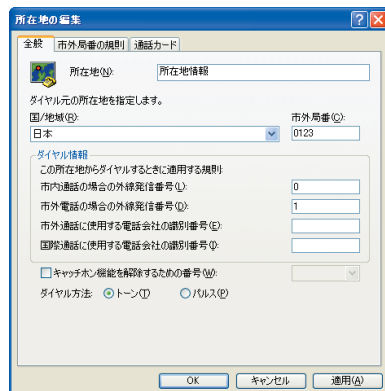 所在地の編集
全般 市外局番の規則 通話カード
所在地(N): 所在地情報
ダイヤル元の所在地を指定します。
国/地域(R): 市外局番(C):
日本 0123
ダイヤル情報
この所在地からダイヤルするときに適用する規則:
市内通話の場合の外線発信番号(L): 0
市外電話の場合の外線発信番号(D): 1
市外通話に使用する電話会社の識別番号(E):
国際通話に使用する電話会社の識別番号(I):
キャッチホン機能を解除するための番号(W):
ダイヤル方法: トーン(T) パルス(P)
OK キャンセル 適用(A)